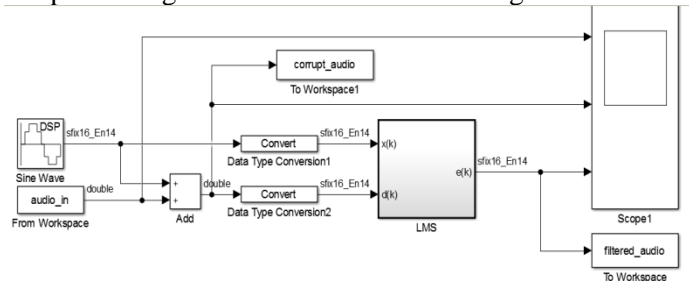 corrupt_audio
To Workspace1
DSP
sfix16_En14
Sine Wave
Convert
sfix16_En14
Data Type Conversion1
x(k)
double
audio_in
From Workspace
+
+
Add
double
Convert
sfix16_En14
Data Type Conversion2
d(k)
e(k)
sfix16_En14
LMS
Scope1
filtered_audio
To Workspace